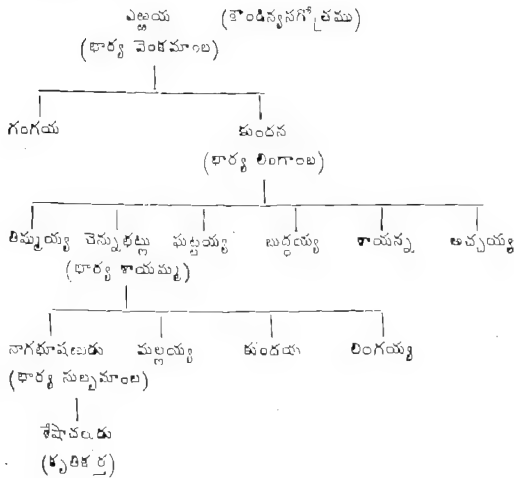 ఎఱ్ఱయ (కౌండిన్యసగోత్రము)
(భార్య వెంకమాంబ)
గంగయ కుందన
(భార్య లింగాంబ)
తిమ్మయ్య చెన్నుభట్లు ఘట్టయ్య బుద్ధయ్య రాయన్న అచ్చయ్య
(భార్య రాయమ్మ)
నాగభూషణుడు మల్లయ్య కుందయ లింగయ్య
(భార్య సుబ్బమాంబ)
శేషాచలుడు
(కృతికర్త)